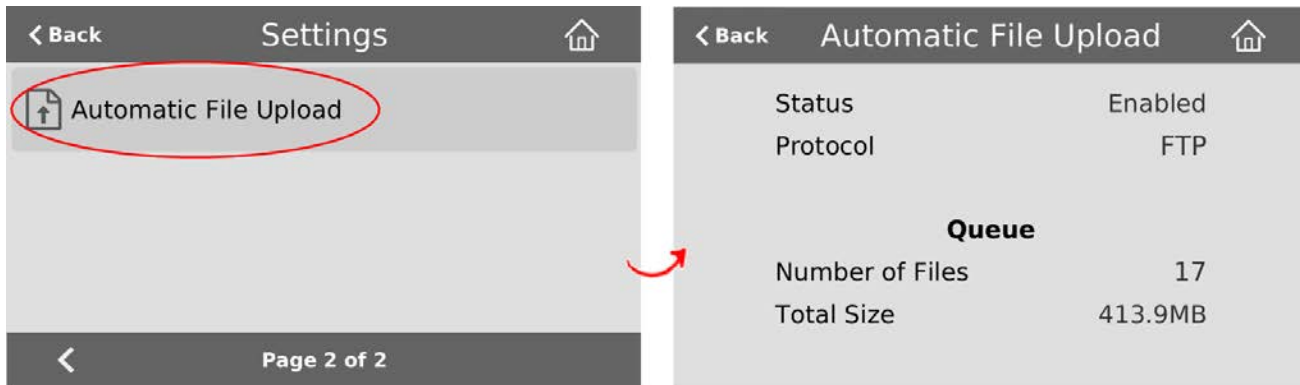 Back Settings
Automatic File Upload
Page 2 of 2
Back Automatic File Upload
Status Enabled
Protocol FTP
Queue
Number of Files 17
Total Size 413.9MB